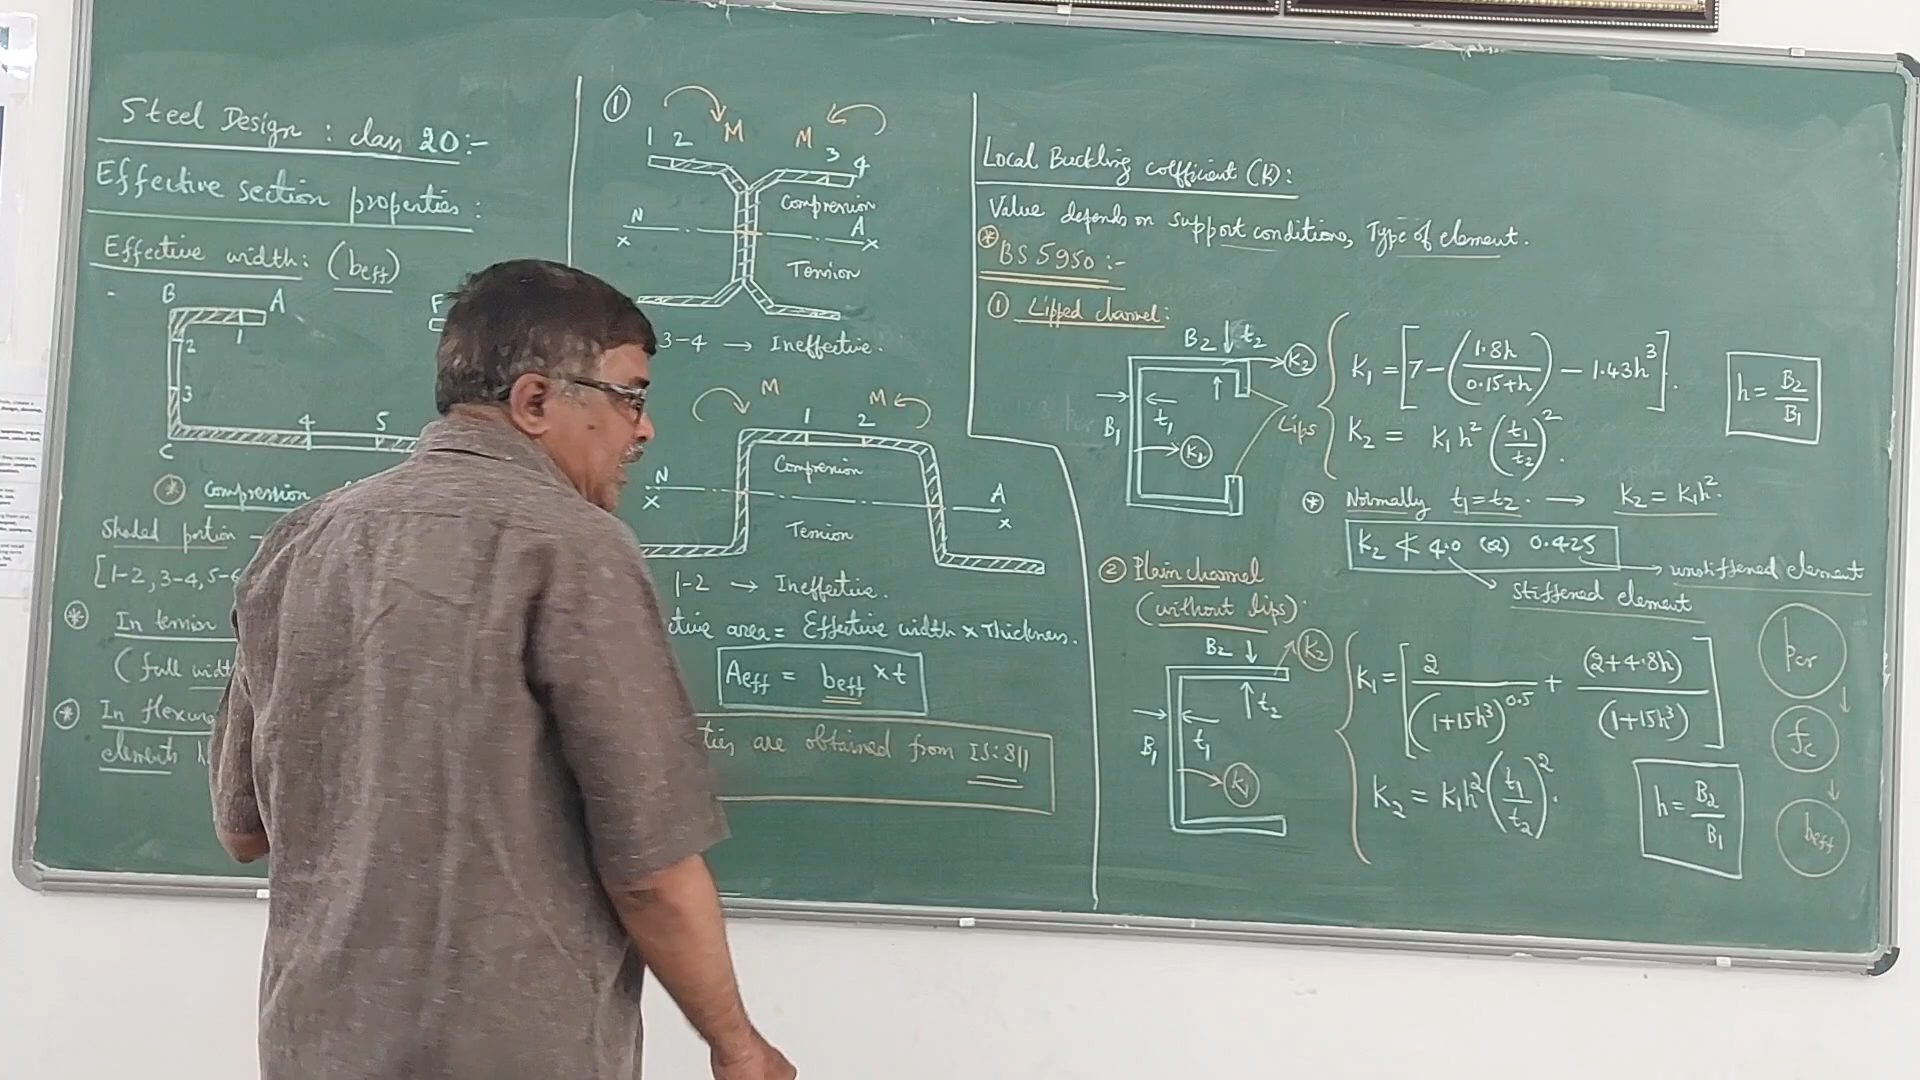 Steel Design : class 20:-
Effective section properties :
Effective width: (beff)
B
A
1
2
3
C
4
5
F
* Compression
Shaded portion -
[1-2, 3-4, 5-6
* In tension
(full width
* In flexure
elements
①
M
M
1 2
3 4
Compression
N
A
x
x
Tension
3-4 → Ineffective.
M
M
1
2
Compression
N
A
x
x
Tension
1-2 → Ineffective.
ctive area = Effective width × Thickness.
Aeff = beff × t
ties are obtained from IS:811
Local Buckling coefficient (K):
Value depends on support conditions, Type of element.
* BS 5950 :-
① Lipped channel:
B2
t2
K2
B1
t1
K1
Lips
K1 = [7 - (1.8h / 0.15+h) - 1.43h³].
h = B2/B1
K2 = K1 h² (t1/t2)².
* Normally t1 = t2. → K2 = K1h².
K2 ≮ 4.0 (or) 0.425
unstiffened element
stiffened element
② Plain channel
(without lips).
B2
K2
t2
B1
t1
K1
K1 = [2 / (1+15h³)^0.5 + (2+4.8h) / (1+15h³)]
K2 = K1h² (t1/t2)².
h = B2/B1
Pcr
↓
fc
↓
beff